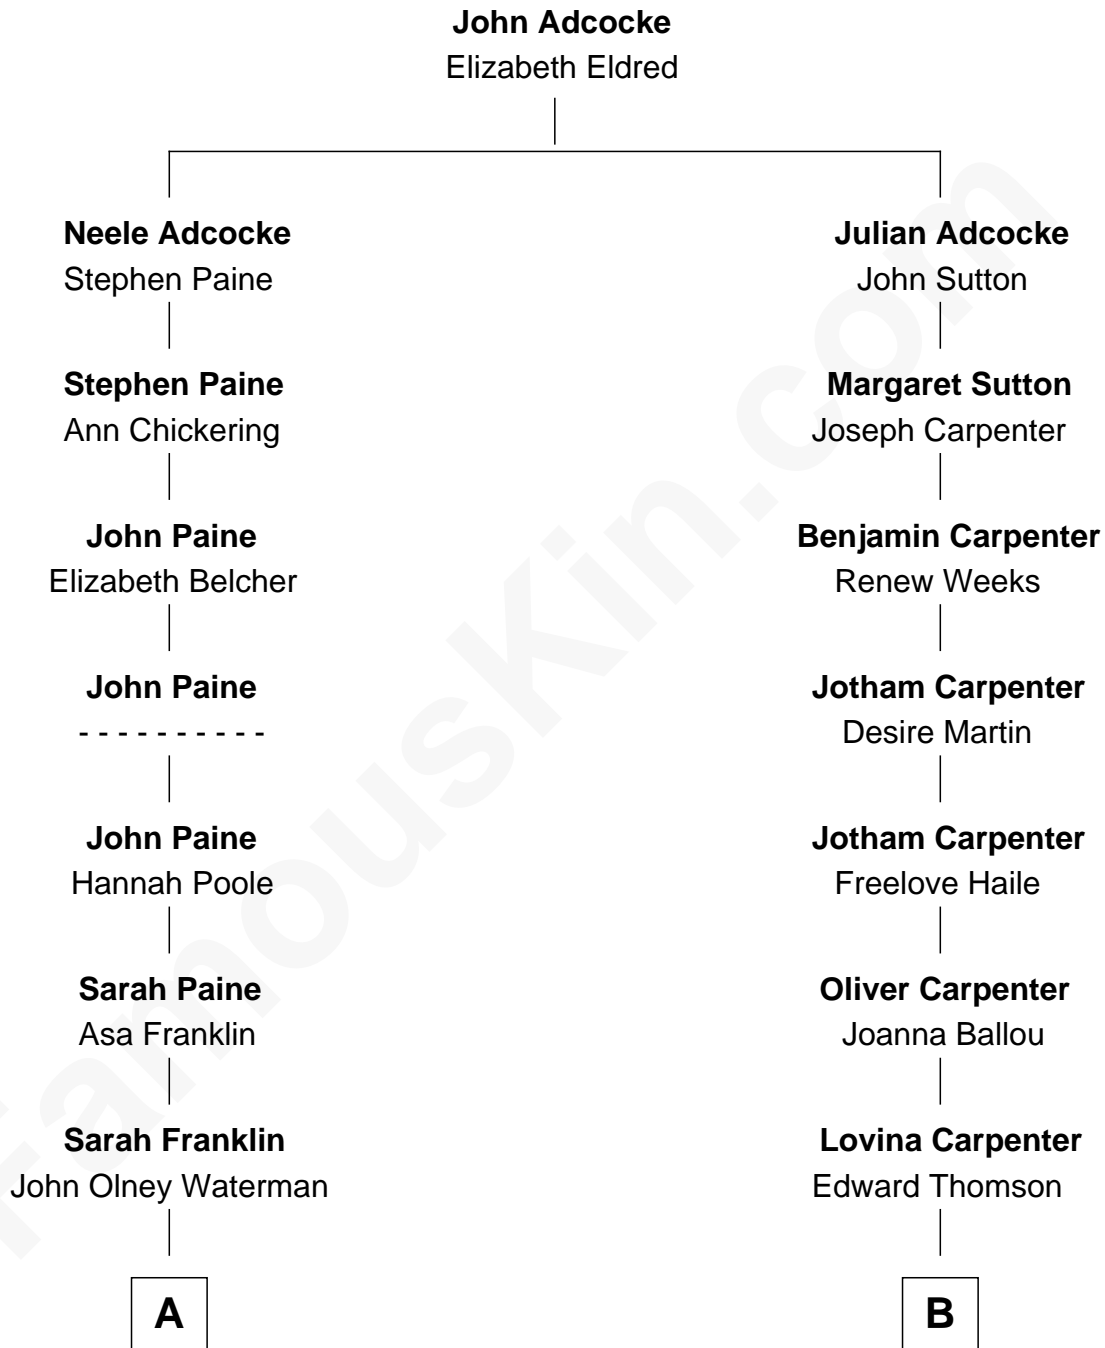 John Adcocke
Elizabeth Eldred
Neele Adcocke
Stephen Paine
Julian Adcocke
John Sutton
Stephen Paine
Ann Chickering
Margaret Sutton
Joseph Carpenter
John Paine
Elizabeth Belcher
Benjamin Carpenter
Renew Weeks
John Paine
- - - - - - - - - -
Jotham Carpenter
Desire Martin
John Paine
Hannah Poole
Jotham Carpenter
Freelove Haile
Sarah Paine
Asa Franklin
Oliver Carpenter
Joanna Ballou
Sarah Franklin
John Olney Waterman
Lovina Carpenter
Edward Thomson
A
B
FamousKin.com